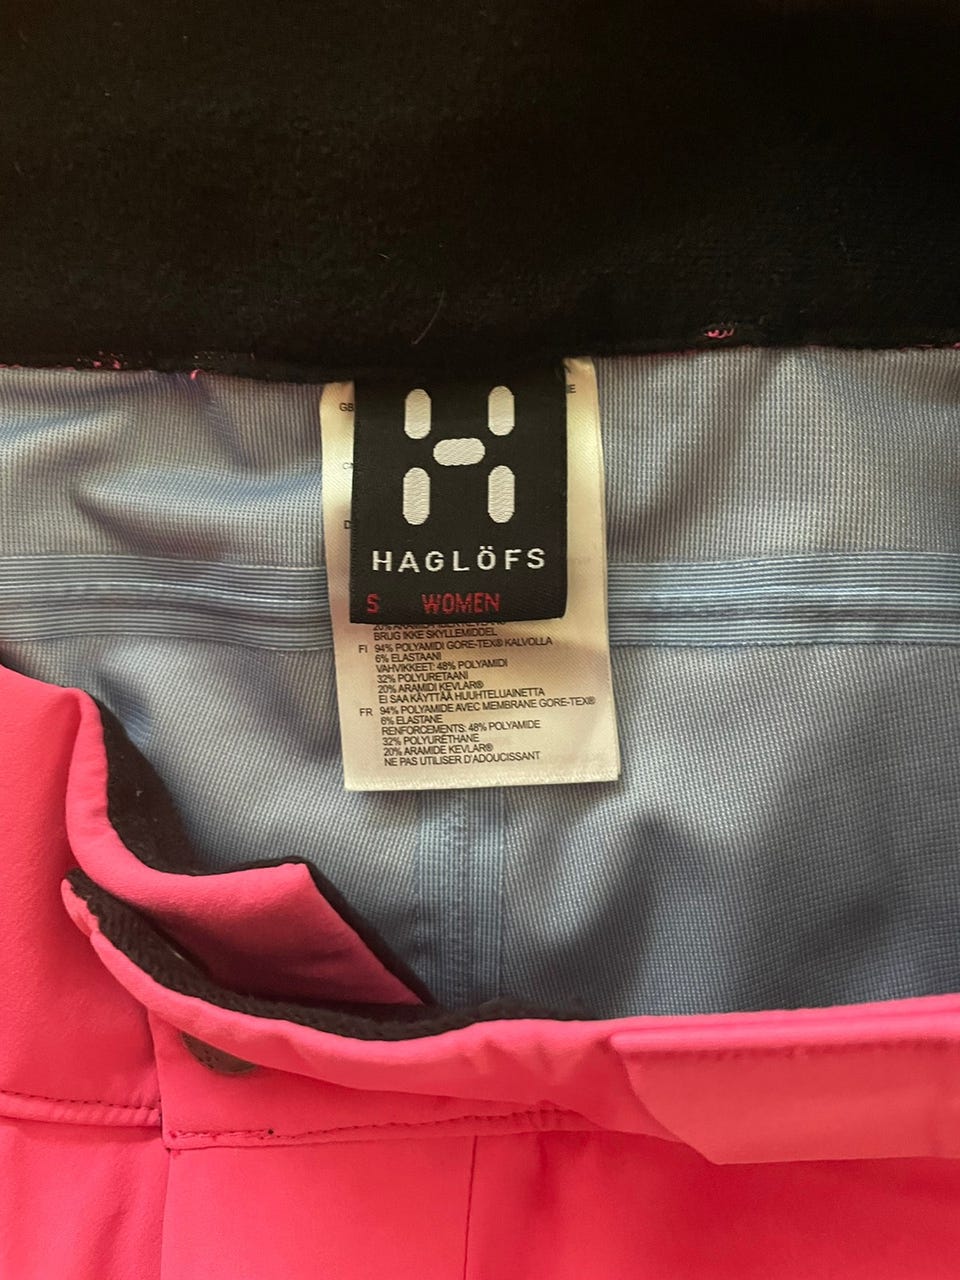 GB
CN
D
HAGLÖFS
S WOMEN
BRUG IKKE SKYLLEMIDDEL
FI 94% POLYAMIDI GORE-TEX® KALVOLLA
6% ELASTAANI
VAHVIKKEET: 48% POLYAMIDI
32% POLYURETAANI
20% ARAMIDI KEVLAR®
EI SAA KÄYTTÄÄ HUUHTELUAINETTA
FR 94% POLYAMIDE AVEC MEMBRANE GORE-TEX®
6% ELASTANE
RENFORCEMENTS: 48% POLYAMIDE
32% POLYURÉTHANE
20% ARAMIDE KEVLAR®
NE PAS UTILISER D'ADOUCISSANT